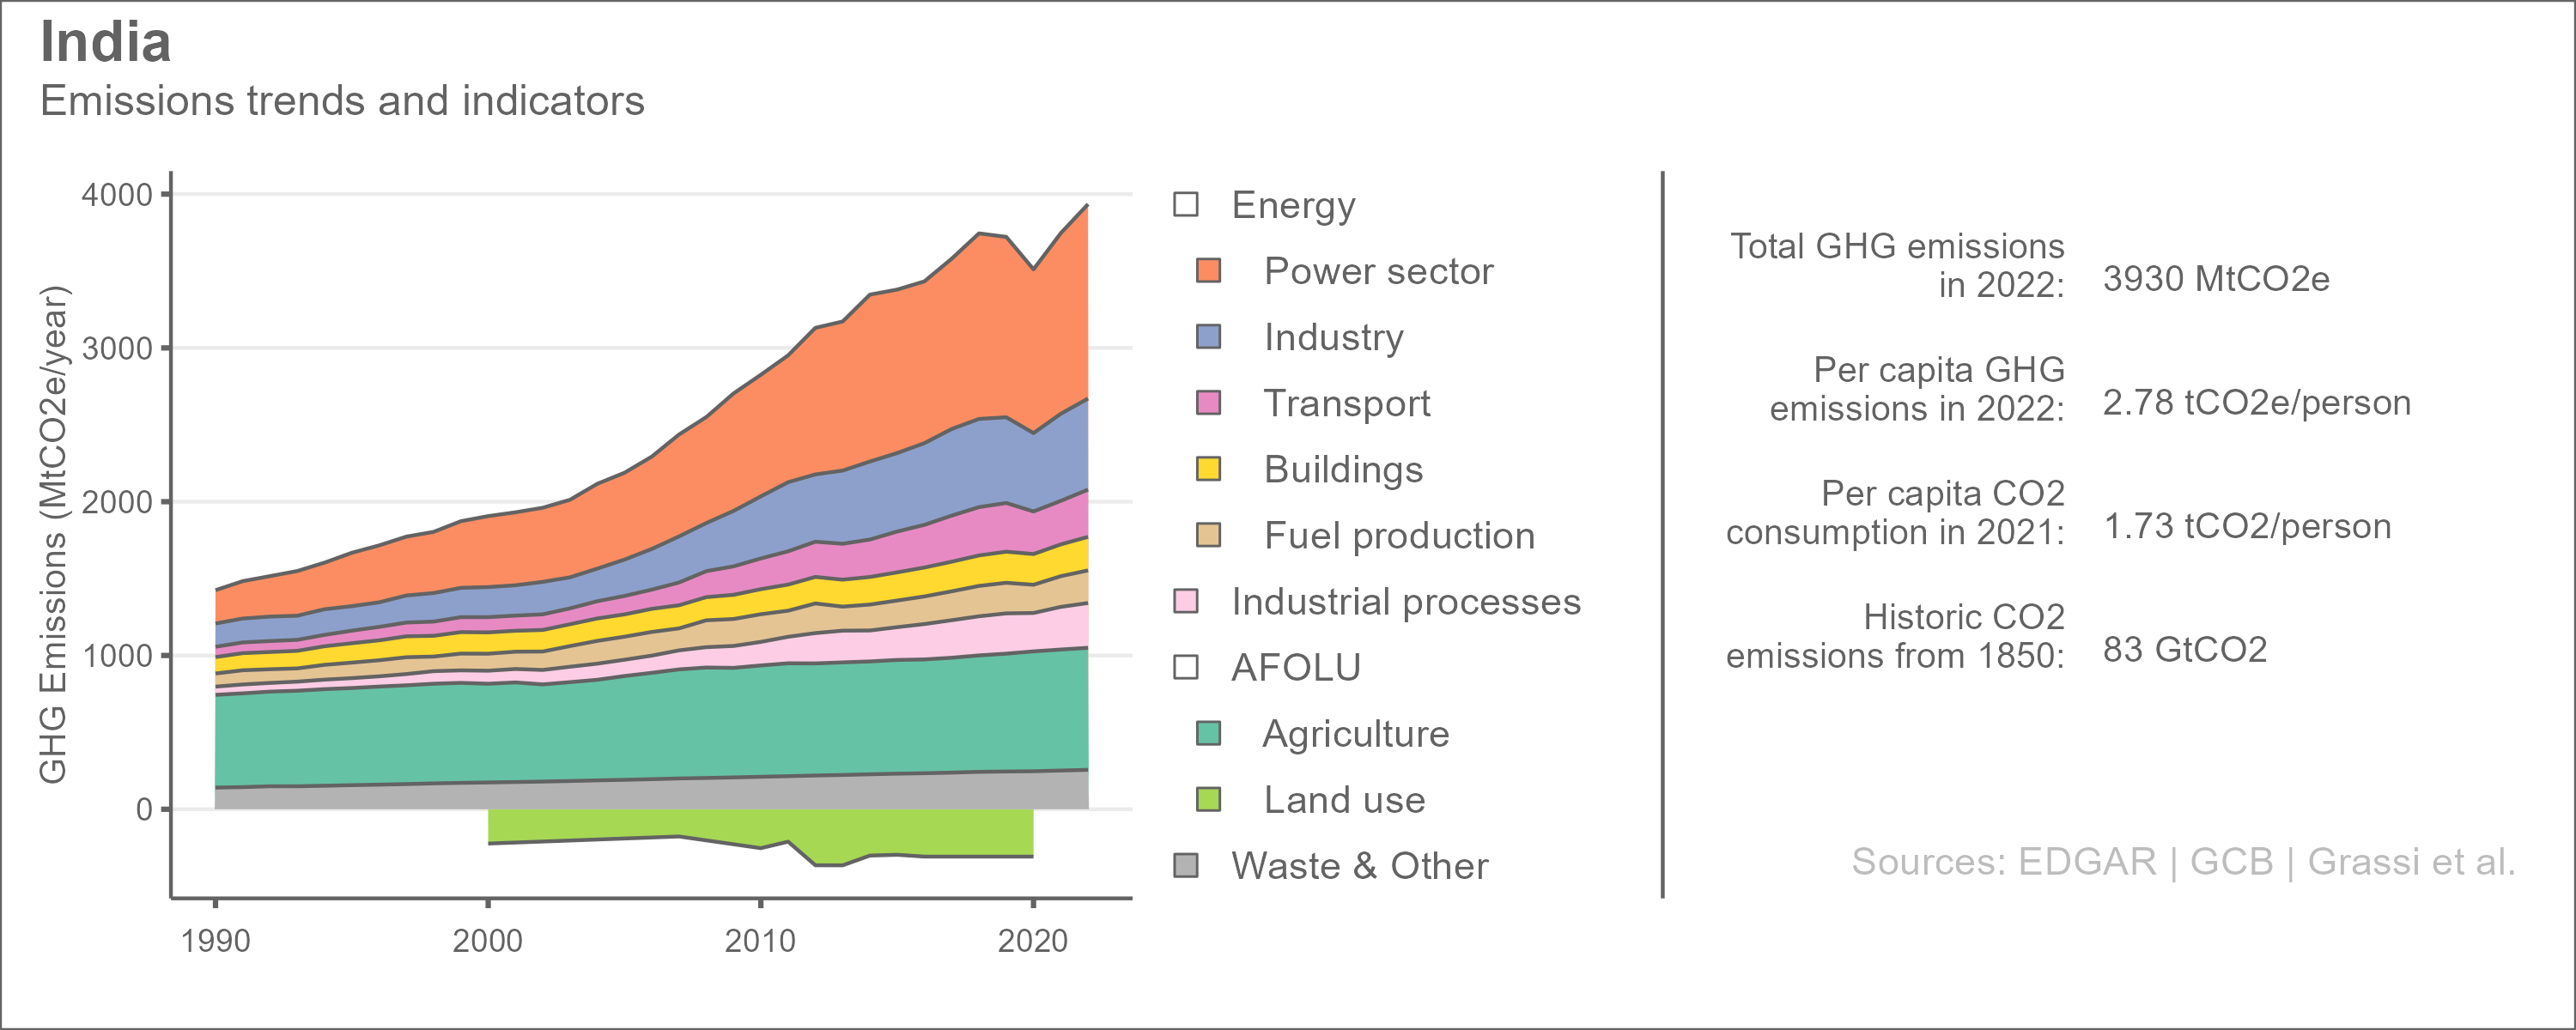 India
Emissions trends and indicators
GHG Emissions (MtCO2e/year)
4000
3000
2000
1000
0
1990
2000
2010
2020
Energy
Power sector
Industry
Transport
Buildings
Fuel production
Industrial processes
AFOLU
Agriculture
Land use
Waste & Other
Total GHG emissions
in 2022:
3930 MtCO2e
Per capita GHG
emissions in 2022:
2.78 tCO2e/person
Per capita CO2
consumption in 2021:
1.73 tCO2/person
Historic CO2
emissions from 1850:
83 GtCO2
Sources: EDGAR | GCB | Grassi et al.